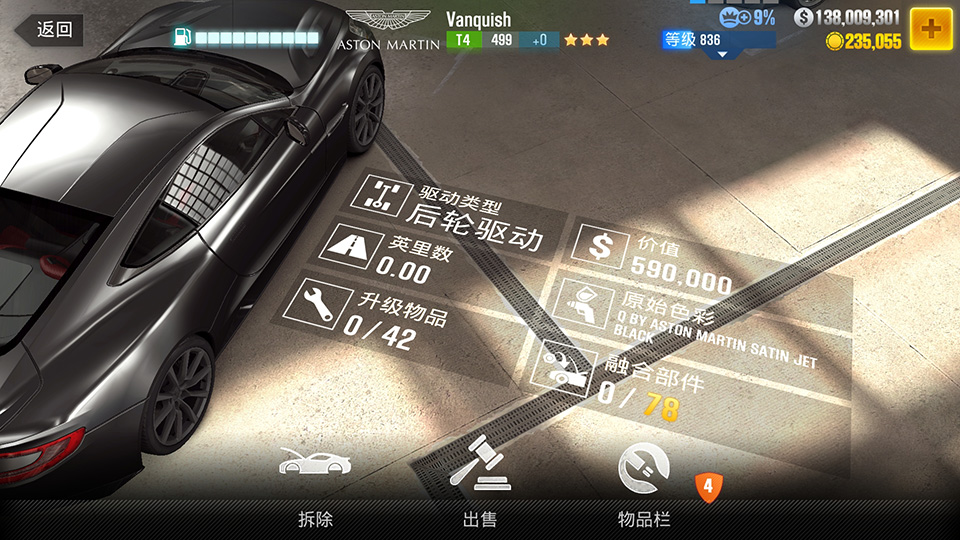 返回
ASTON MARTIN
ASTON MARTIN
Vanquish
T4 499 +0
9%
138,009,301
等级 836
235,055
驱动类型
后轮驱动
英里数
0.00
升级物品
0/42
价值
590,000
原始色彩
Q BY ASTON MARTIN SATIN JET
BLACK
融合部件
0/78
4
拆除
出售
物品栏